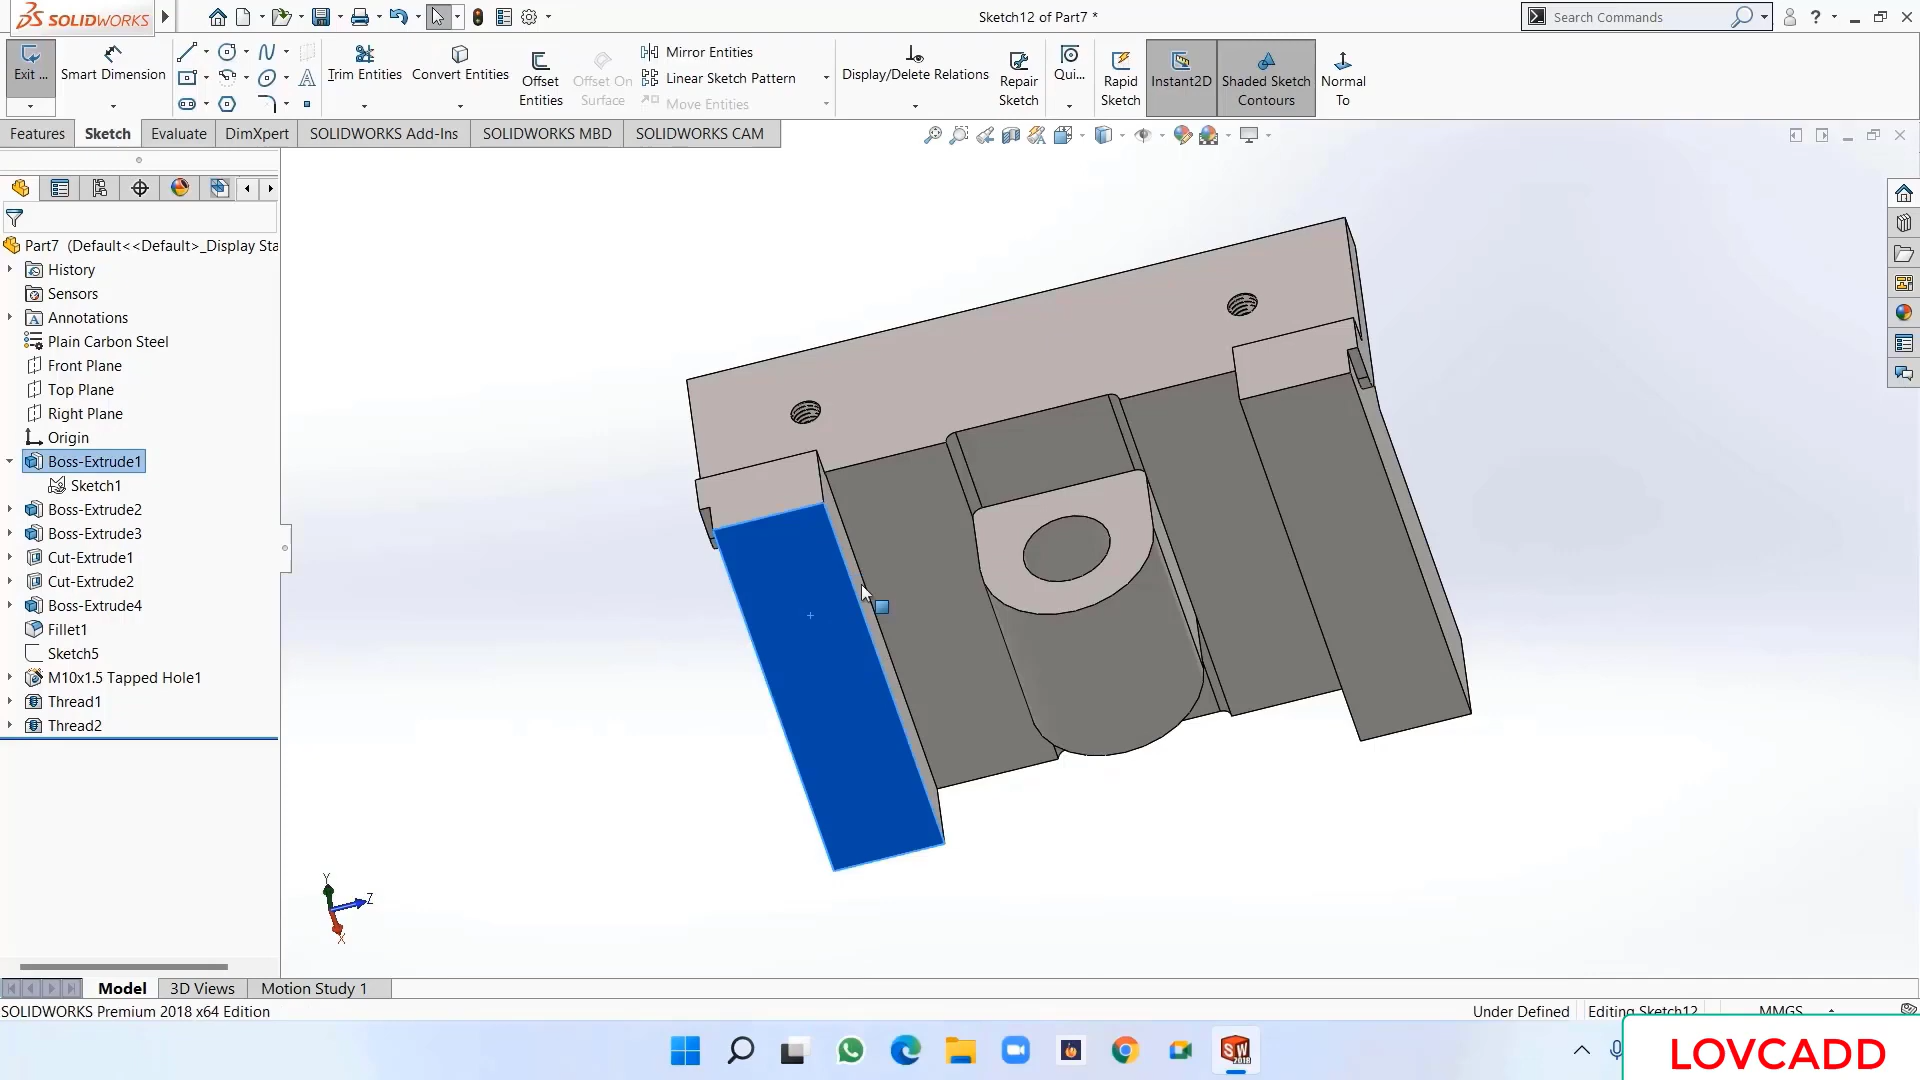 SOLIDWORKS
Sketch12 of Part7 *
Search Commands
Exit ...
Smart Dimension
Trim Entities
Convert Entities
Offset Entities
Offset On Surface
Mirror Entities
Linear Sketch Pattern
Move Entities
Display/Delete Relations
Repair Sketch
Qui...
Rapid Sketch
Instant2D
Shaded Sketch Contours
Normal To
Features
Sketch
Evaluate
DimXpert
SOLIDWORKS Add-Ins
SOLIDWORKS MBD
SOLIDWORKS CAM
Part7 (Default<<Default>_Display Sta
History
Sensors
Annotations
Plain Carbon Steel
Front Plane
Top Plane
Right Plane
Origin
Boss-Extrude1
Sketch1
Boss-Extrude2
Boss-Extrude3
Cut-Extrude1
Cut-Extrude2
Boss-Extrude4
Fillet1
Sketch5
M10x1.5 Tapped Hole1
Thread1
Thread2
Y
Z
X
Model
3D Views
Motion Study 1
SOLIDWORKS Premium 2018 x64 Edition
Under Defined
Editing Sketch12
MMGS
LOVCADD